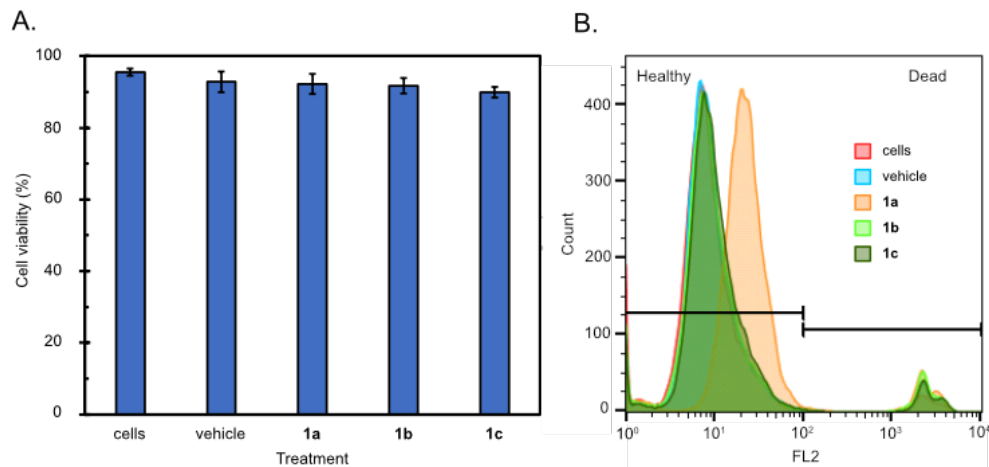 A.
100
80
60
40
20
0
Cell viability (%)
cells vehicle 1a 1b 1c
Treatment
B.
Healthy Dead
400
300
200
100
0
Count
cells
vehicle
1a
1b
1c
10⁰ 10¹ 10² 10³ 10⁴
FL2